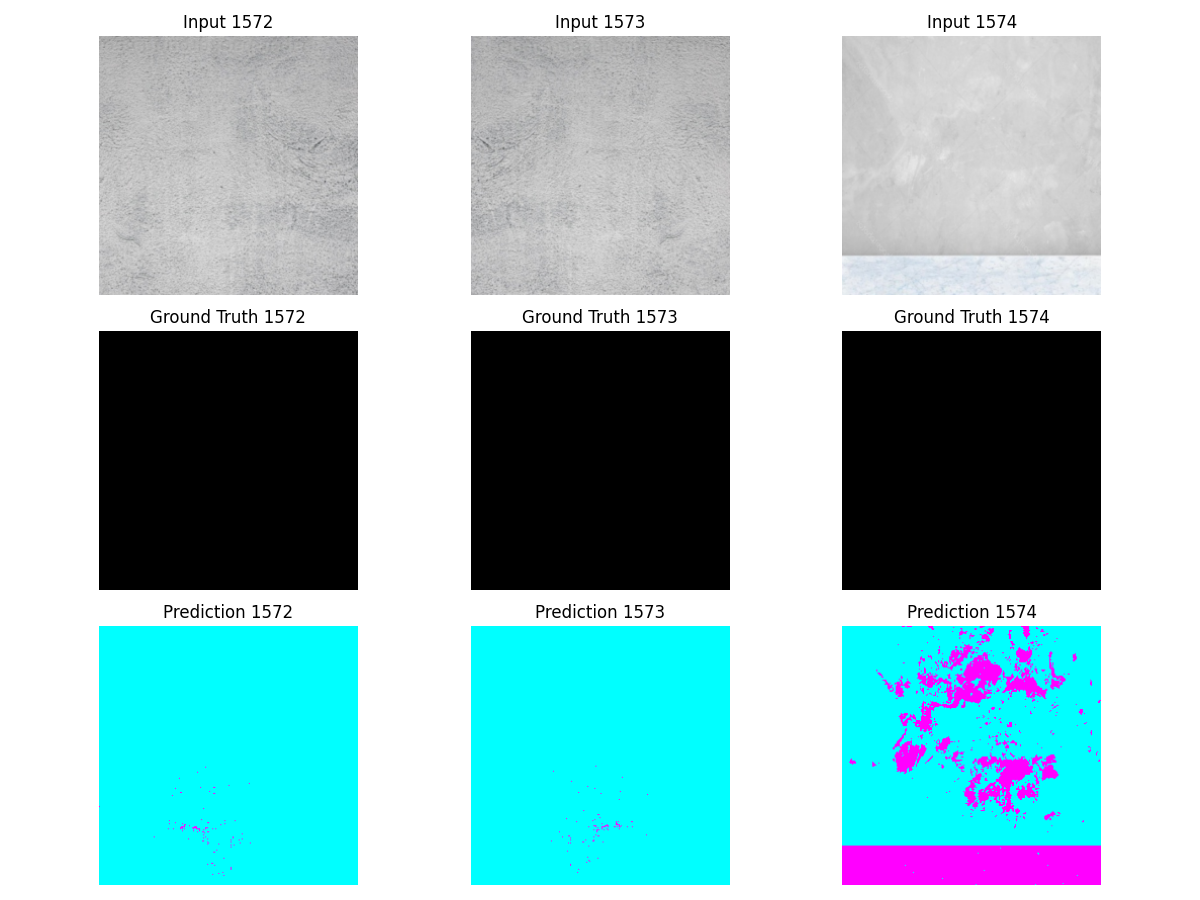 Input 1572
Input 1573
Input 1574
Ground Truth 1572
Ground Truth 1573
Ground Truth 1574
Prediction 1572
Prediction 1573
Prediction 1574